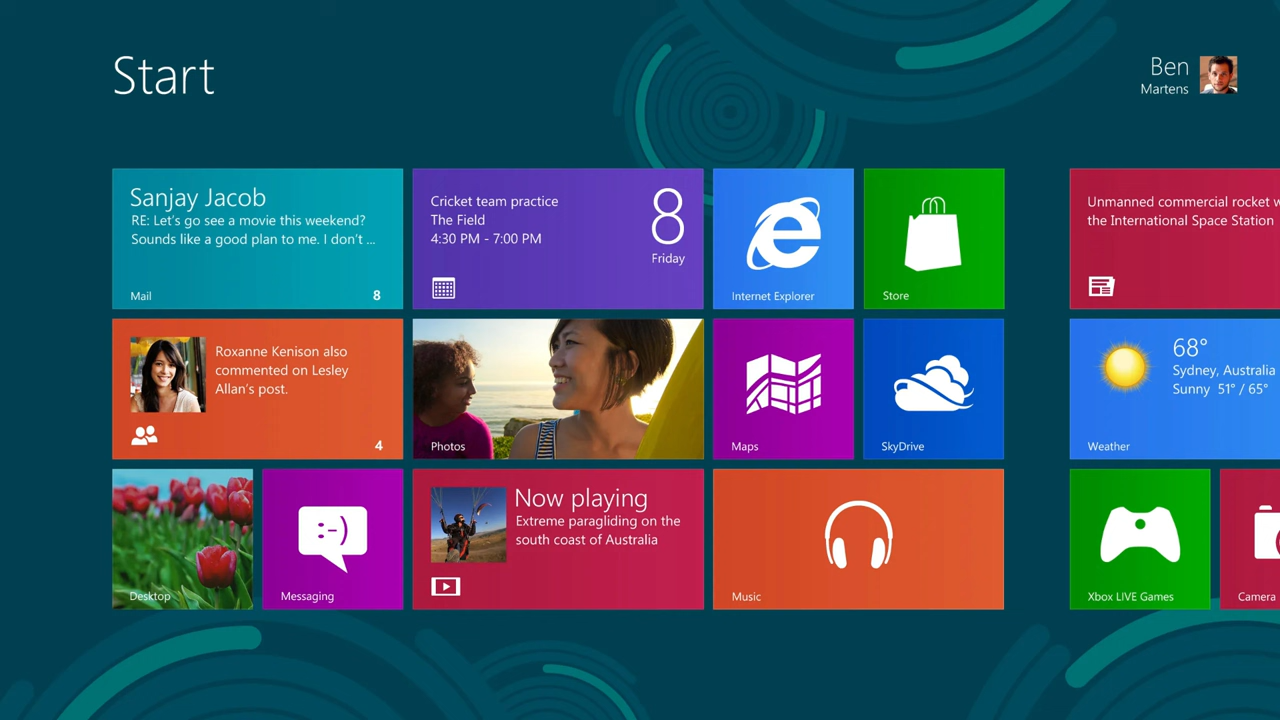 Start
Ben
Martens
Sanjay Jacob
RE: Let's go see a movie this weekend?
Sounds like a good plan to me. I don't ...
Mail
8
Cricket team practice
The Field
4:30 PM - 7:00 PM
8
Friday
Internet Explorer
Store
Unmanned commercial rocket
the International Space Station
Roxanne Kenison also
commented on Lesley
Allan's post.
4
Photos
Maps
SkyDrive
68°
Sydney, Australia
Sunny 51° / 65°
Weather
Desktop
:-)
Messaging
Now playing
Extreme paragliding on the
south coast of Australia
Music
Xbox LIVE Games
Camera